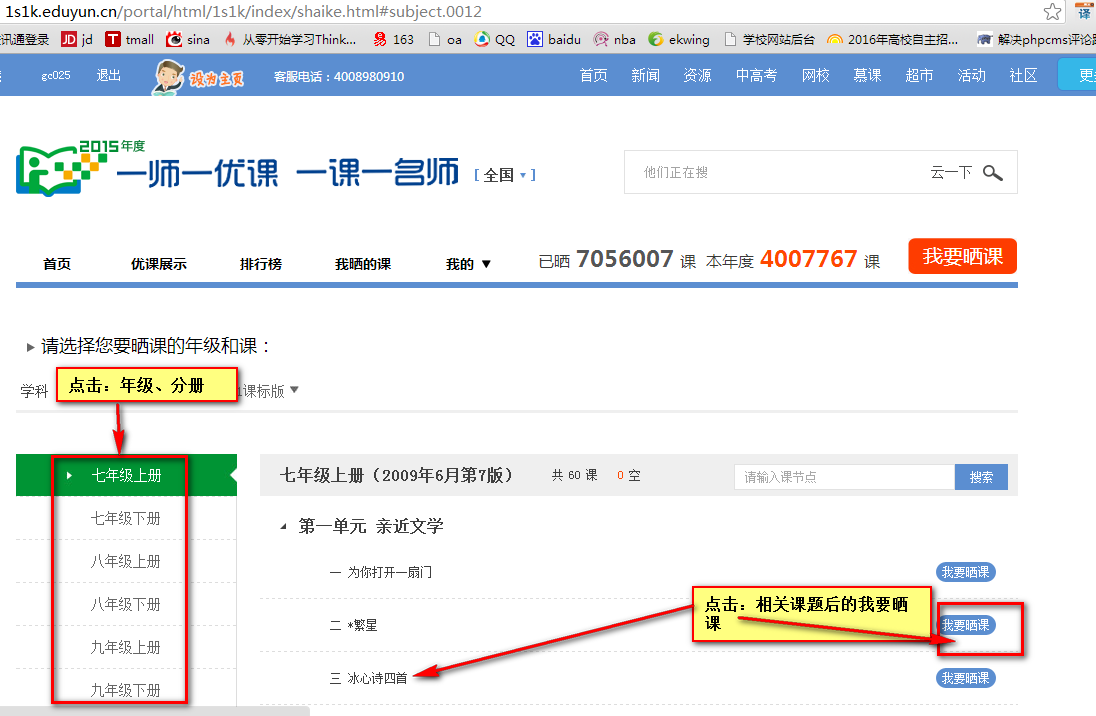 1s1k.eduyun.cn/portal/html/1s1k/index/shaike.html#subject.0012
译
讯通登录 JD jd T tmall sina 从零开始学习Think... 163 oa QQ baidu nba ekwing 学校网站后台 2016年高校自主招... 解决phpcms评论
gc025 退出 设为主页 客服电话：4008980910 首页 新闻 资源 中高考 网校 慕课 超市 活动 社区 更
2015年度
一师一优课 一课一名师 [ 全国 ▾ ] 他们正在搜 云一下
首页 优课展示 排行榜 我晒的课 我的 ▼ 已晒 7056007 课 本年度 4007767 课 我要晒课
请选择您要晒课的年级和课：
学科 点击：年级、分册 课标版 ▼
七年级上册 七年级上册（2009年6月第7版） 共 60 课 0 空 请输入课节点 搜索
七年级下册
第一单元 亲近文学
八年级上册
一 为你打开一扇门 我要晒课
八年级下册
点击：相关课题后的我要晒
课
二 *繁星 我要晒课
九年级上册
三 冰心诗四首 我要晒课
九年级下册